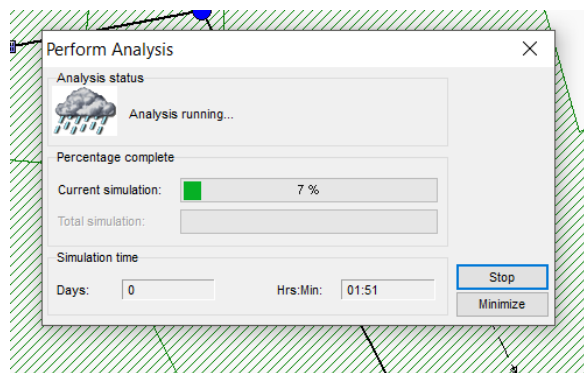 Perform Analysis
Analysis status
Analysis running...
Percentage complete
Current simulation: 7 %
Total simulation:
Simulation time
Days: 0 Hrs:Min: 01:51
Stop
Minimize